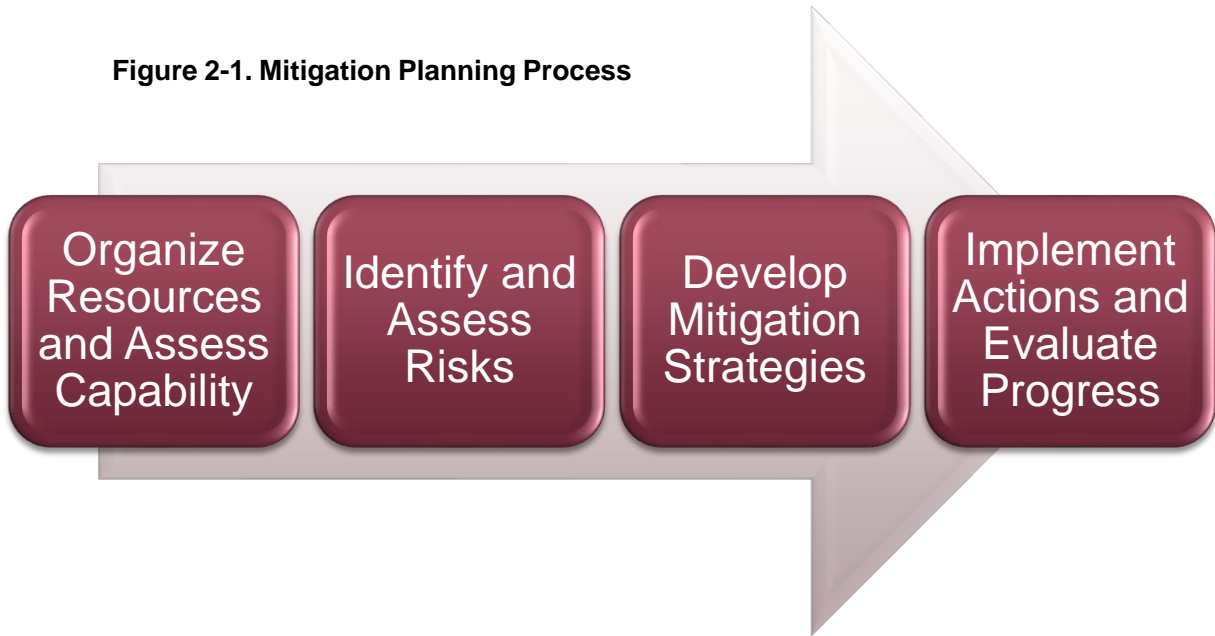 Figure 2-1. Mitigation Planning Process
Organize
Resources
and Assess
Capability
Identify and
Assess
Risks
Develop
Mitigation
Strategies
Implement
Actions and
Evaluate
Progress